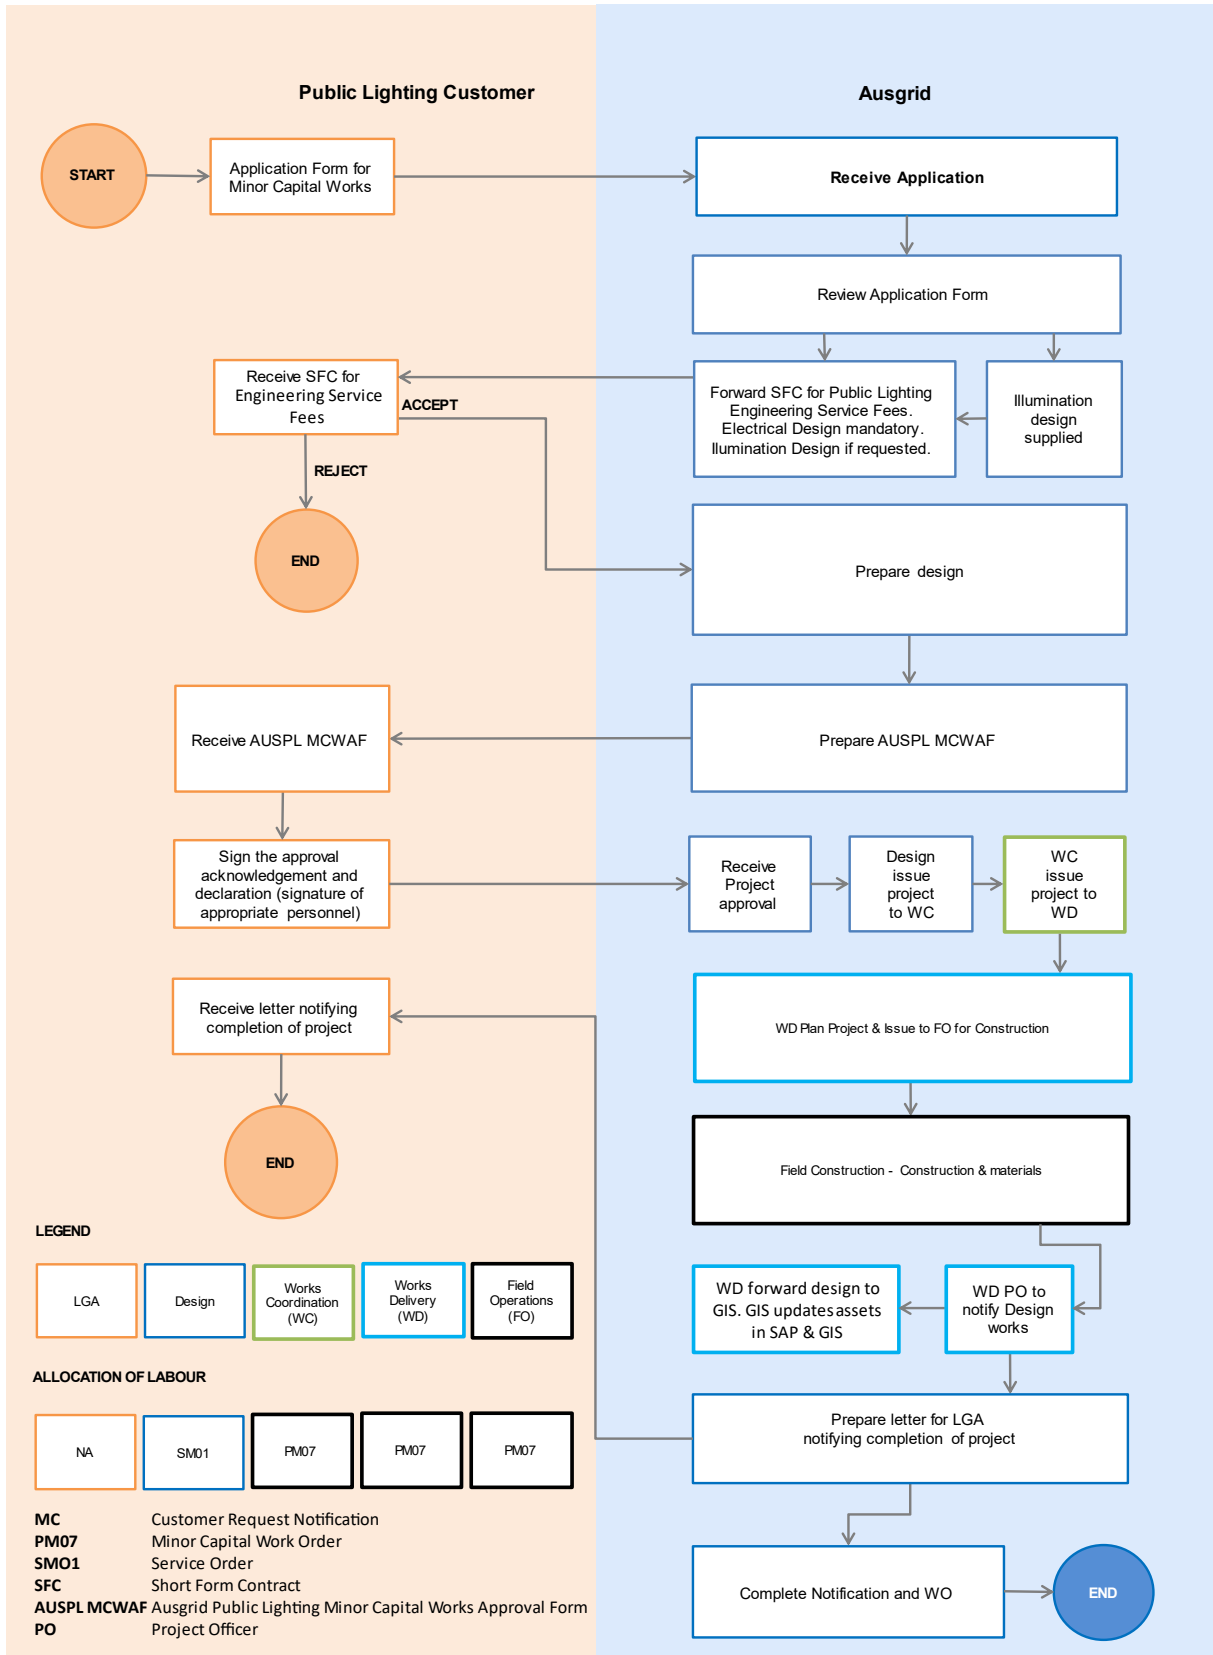 Public Lighting Customer
Ausgrid
START
Application Form for
Minor Capital Works
Receive Application
Review Application Form
Receive SFC for
Engineering Service
Fees
ACCEPT
REJECT
Forward SFC for Public Lighting
Engineering Service Fees.
Electrical Design mandatory.
Ilumination Design if requested.
Illumination
design
supplied
END
Prepare design
Receive AUSPL MCWAF
Prepare AUSPL MCWAF
Sign the approval
acknowledgement and
declaration (signature of
appropriate personnel)
Receive
Project
approval
Design
issue
project
to WC
WC
issue
project to
WD
Receive letter notifying
completion of project
WD Plan Project & Issue to FO for Construction
END
Field Construction - Construction & materials
WD forward design to
GIS. GIS updates assets
in SAP & GIS
WD PO to
notify Design
works
Prepare letter for LGA
notifying completion of project
Complete Notification and WO
END
LEGEND
LGA
Design
Works
Coordination
(WC)
Works
Delivery
(WD)
Field
Operations
(FO)
ALLOCATION OF LABOUR
NA
SM01
PM07
PM07
PM07
MC Customer Request Notification
PM07 Minor Capital Work Order
SMO1 Service Order
SFC Short Form Contract
AUSPL MCWAF Ausgrid Public Lighting Minor Capital Works Approval Form
PO Project Officer